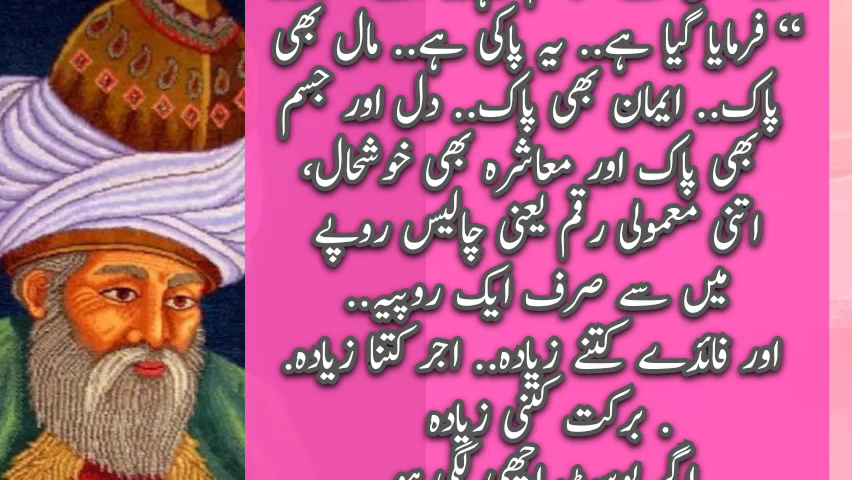 “ فرمایا گیا ہے.. یہ پاکی ہے.. مال بھی
پاک.. ایمان بھی پاک.. دل اور جسم
بھی پاک اور معاشرہ بھی خوشحال،
اتنی معمولی رقم یعنی چالیس روپے
میں سے صرف ایک روپیہ..
اور فائدے کتنے زیادہ.. اجر کتنا زیادہ.
. برکت کتنی زیادہ